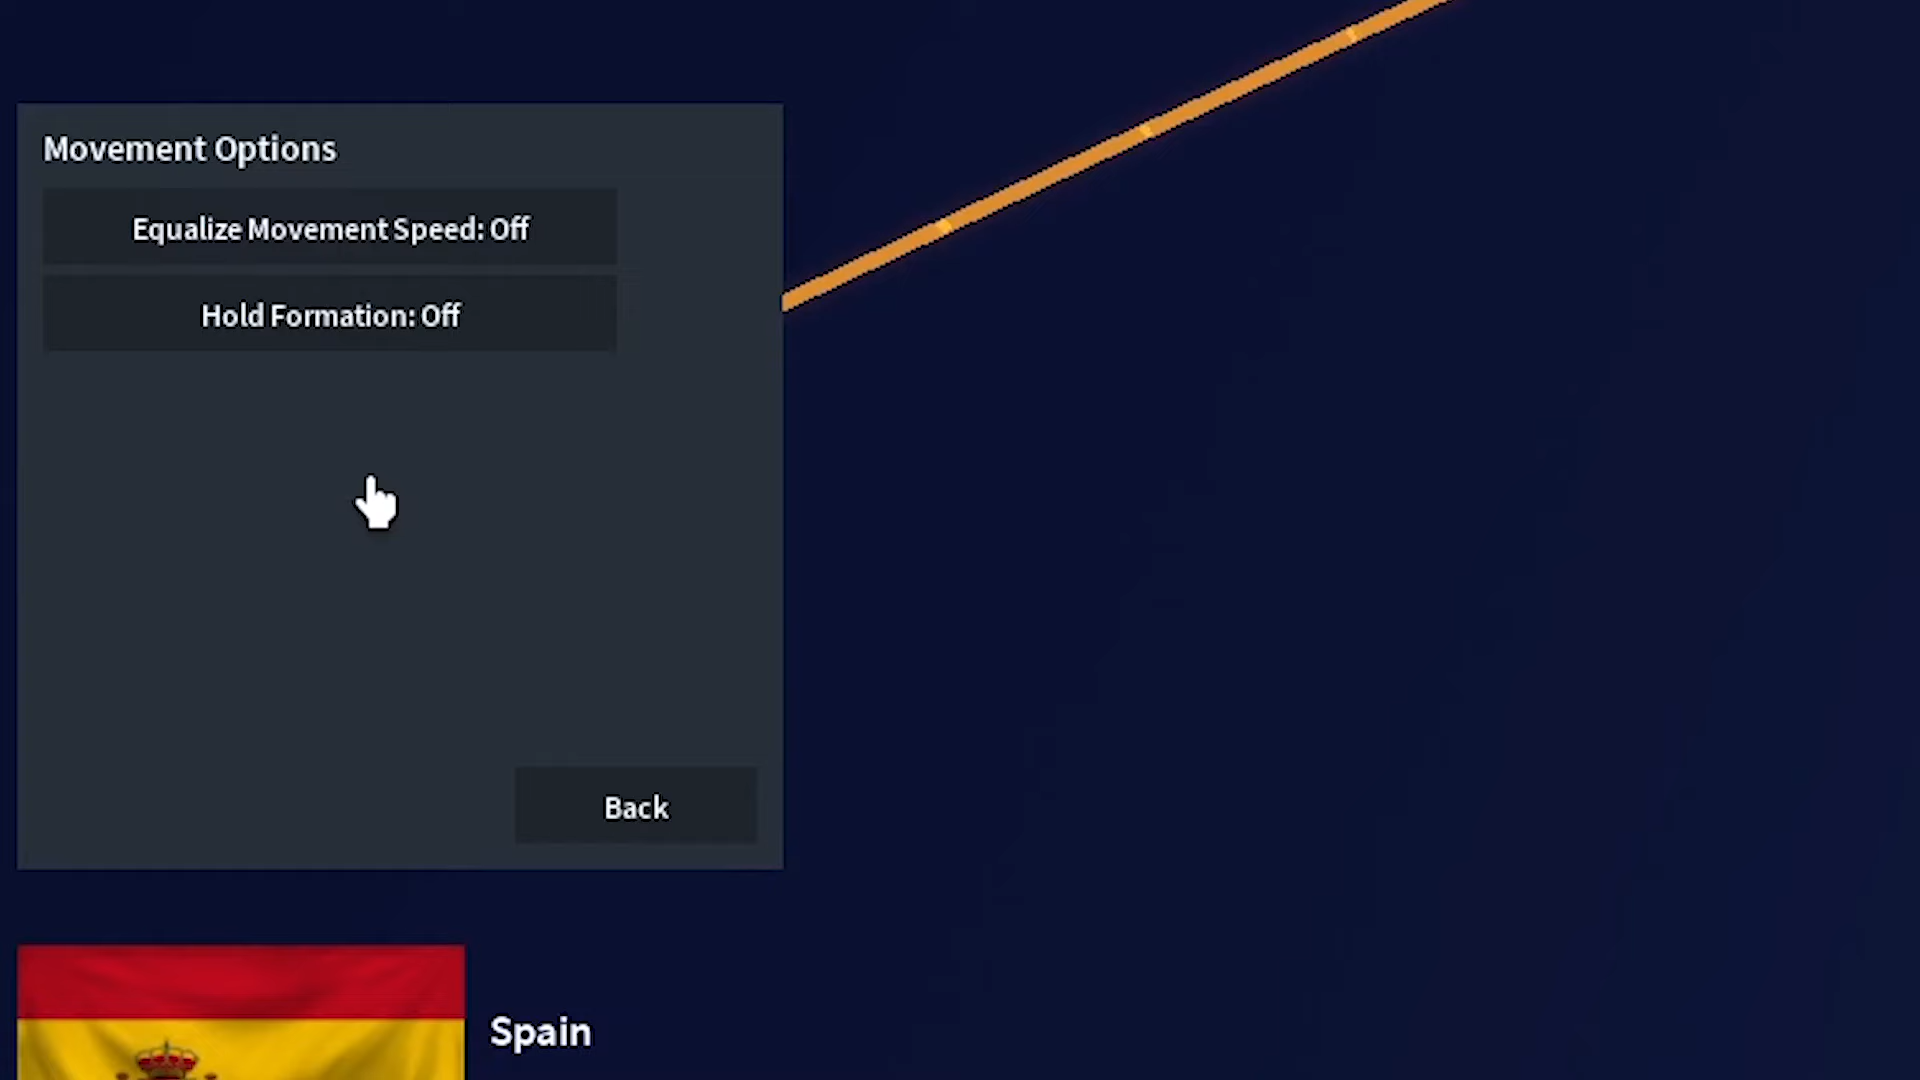 Movement Options
Equalize Movement Speed: Off
Hold Formation: Off
Back
Spain